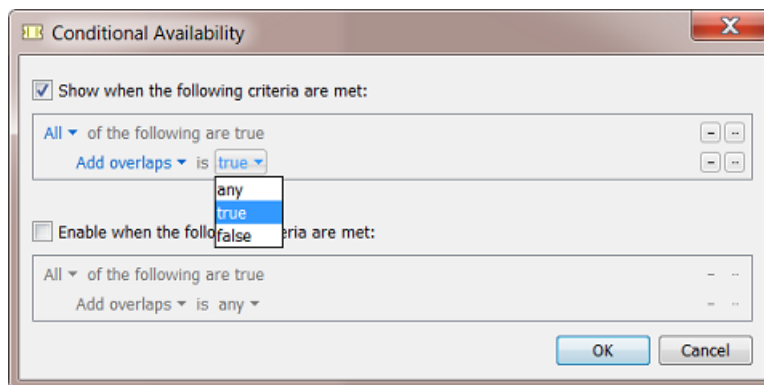 Conditional Availability
Show when the following criteria are met:
All of the following are true
Add overlaps is true
any
true
false
Enable when the follo eria are met:
All of the following are true
Add overlaps is any
OK Cancel